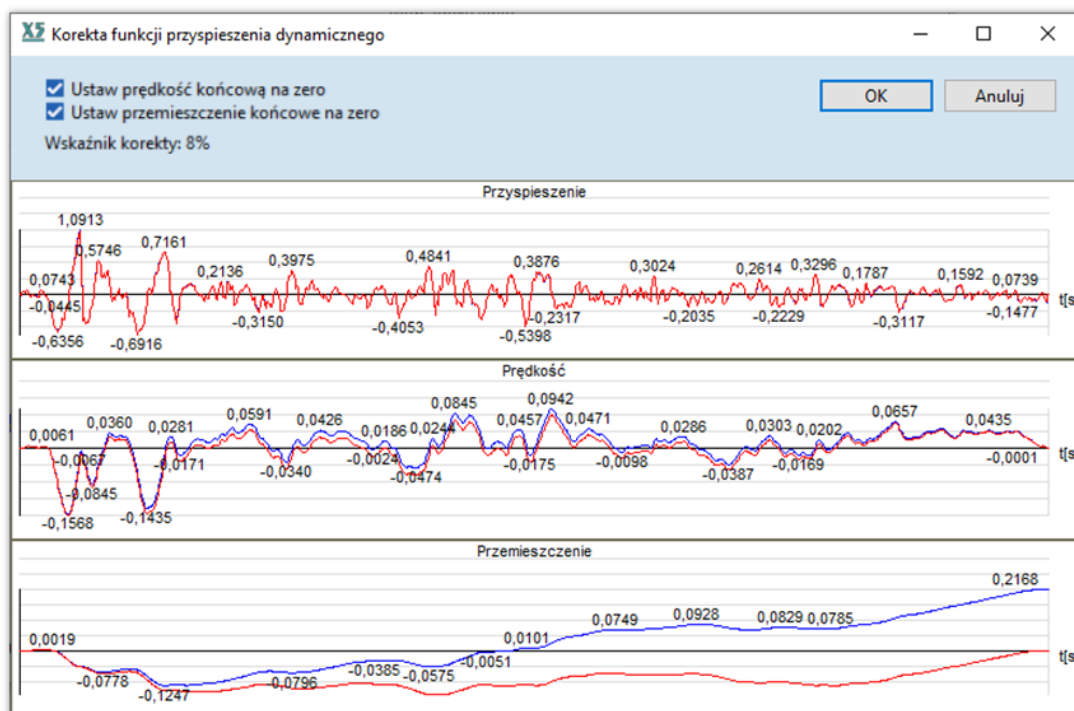 Korekta funkcji przyspieszenia dynamicznego
Ustaw prędkość końcową na zero
OK Anuluj
Ustaw przemieszczenie końcowe na zero
Wskaźnik korekty: 8%
Przyspieszenie
1,0913
0,5746 0,7161
0,0743 0,2136 0,3975 0,4841 0,3876 0,3024 0,2614 0,3296 0,1787 0,1592 0,0739
t[s
-0,0445 -0,3150 -0,4053 -0,2317 -0,2035 -0,2229 -0,3117 -0,1477
-0,6356 -0,6916 -0,5398
Prędkość
0,0061 0,0360 0,0281 0,0591 0,0426 0,0186 0,0244 0,0845 0,0457 0,0942 0,0471 0,0286 0,0303 0,0202 0,0657 0,0435
t[s
-0,0845 -0,0171 -0,0340 -0,0024 -0,0474 -0,0175 -0,0098 -0,0387 -0,0169 -0,0001
-0,1568 -0,1435
Przemieszczenie
0,0019 0,0101 0,0749 0,0928 0,0829 0,0785 0,2168
t[s
-0,0778 -0,1247 -0,0796 -0,0385 -0,0575 -0,0051